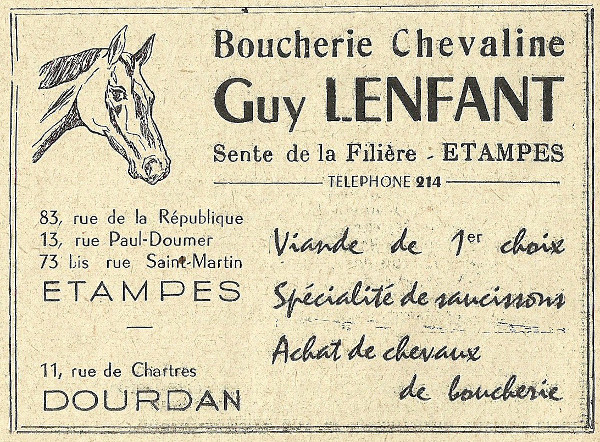 Boucherie Chevaline
Guy LENFANT
Sente de la Filière - ETAMPES
TELEPHONE 214
83, rue de la République
13, rue Paul-Doumer
73 bis rue Saint-Martin
ETAMPES
11, rue de Chartres
DOURDAN
Viande de 1er choix
Spécialité de saucissons
Achat de chevaux
de boucherie